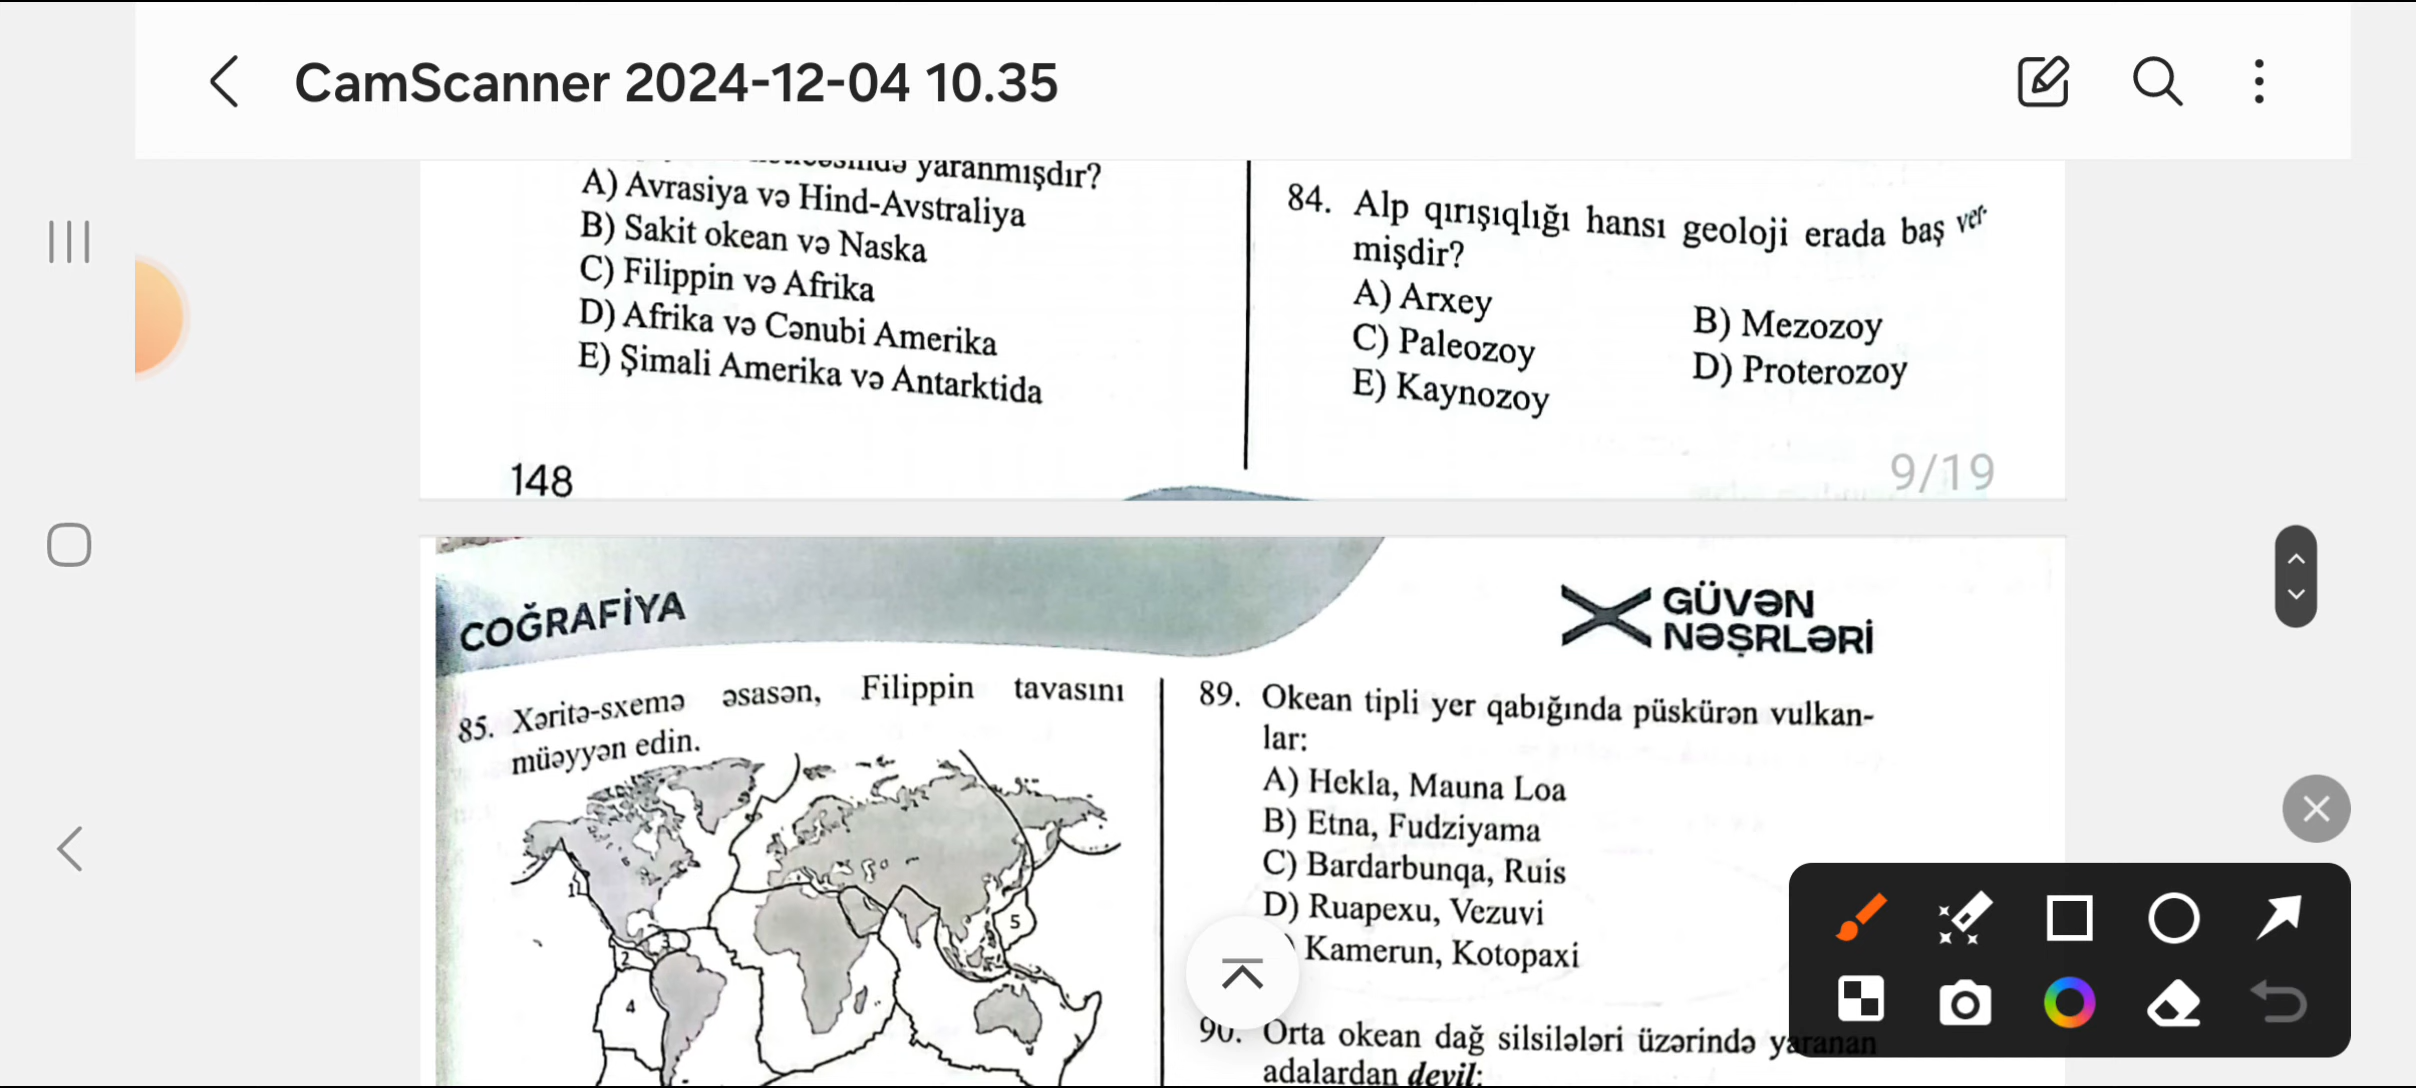 CamScanner 2024-12-04 10.35
yaranmışdır?
A) Avrasiya və Hind-Avstraliya
B) Sakit okean və Naska
C) Filippin və Afrika
D) Afrika və Cənubi Amerika
E) Şimali Amerika və Antarktida
148
84. Alp qırışıqlığı hansı geoloji erada baş ver-
mişdir?
A) Arxey
B) Mezozoy
C) Paleozoy
D) Proterozoy
E) Kaynozoy
9/19
COĞRAFİYA
GÜVƏN
NƏŞRLƏRİ
85. Xəritə-sxemə əsasən, Filippin tavasını
müəyyən edin.
1
2
3
4
5
89. Okean tipli yer qabığında püskürən vulkan-
lar:
A) Hekla, Mauna Loa
B) Etna, Fudziyama
C) Bardarbunqa, Ruis
D) Ruapexu, Vezuvi
) Kamerun, Kotopaxi
90. Orta okean dağ silsilələri üzərində yaranan
adalardan deyil: